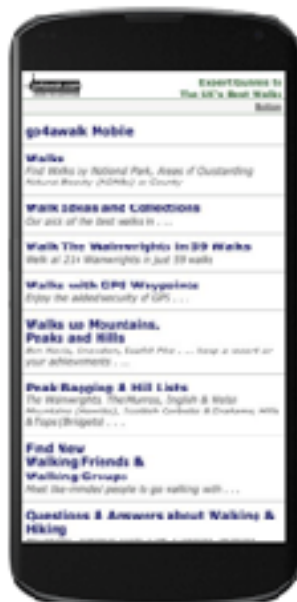 Expert Guides to
The UK's Best Walks
go4awalk Mobile
Walks
Find Walks by National Park, Areas of Outstanding
Natural Beauty (AONBs) or County
Walk Ideas and Collections
Our pick of the best walks in . . .
Walk The Wainwrights in 59 Walks
Walk all 214 Wainwrights in just 59 walks
Walks with GPS Waypoints
Enjoy the added security of GPS . . .
Walks up Mountains,
Peaks and Hills
Ben Nevis, Snowdon, Scafell Pike . . . keep a record of
your achievements . . .
Peak Bagging & Hill Lists
The Wainwrights, The Munros, English & Welsh
Mountains
Find New
Walking Friends &
Walking Groups
Meet like-minded people to go walking with . . .
Questions & Answers about Walking &
Hiking